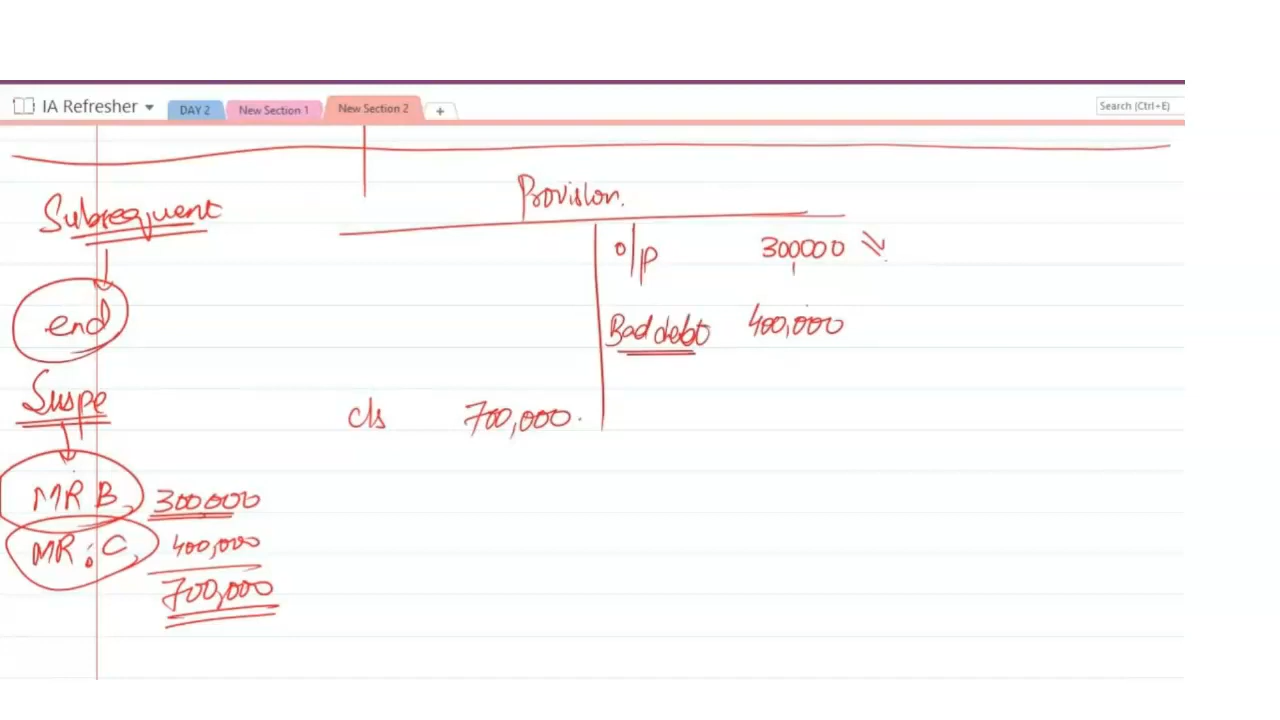 IA Refresher
DAY 2
New Section 1
New Section 2
+
Search (Ctrl+E)
Subsequent
end
Suspe
MR B, 300000
MR: C, 400,000
700,000
Provision.
o/p 300000
Bad debt 400,000
c/s 700,000.